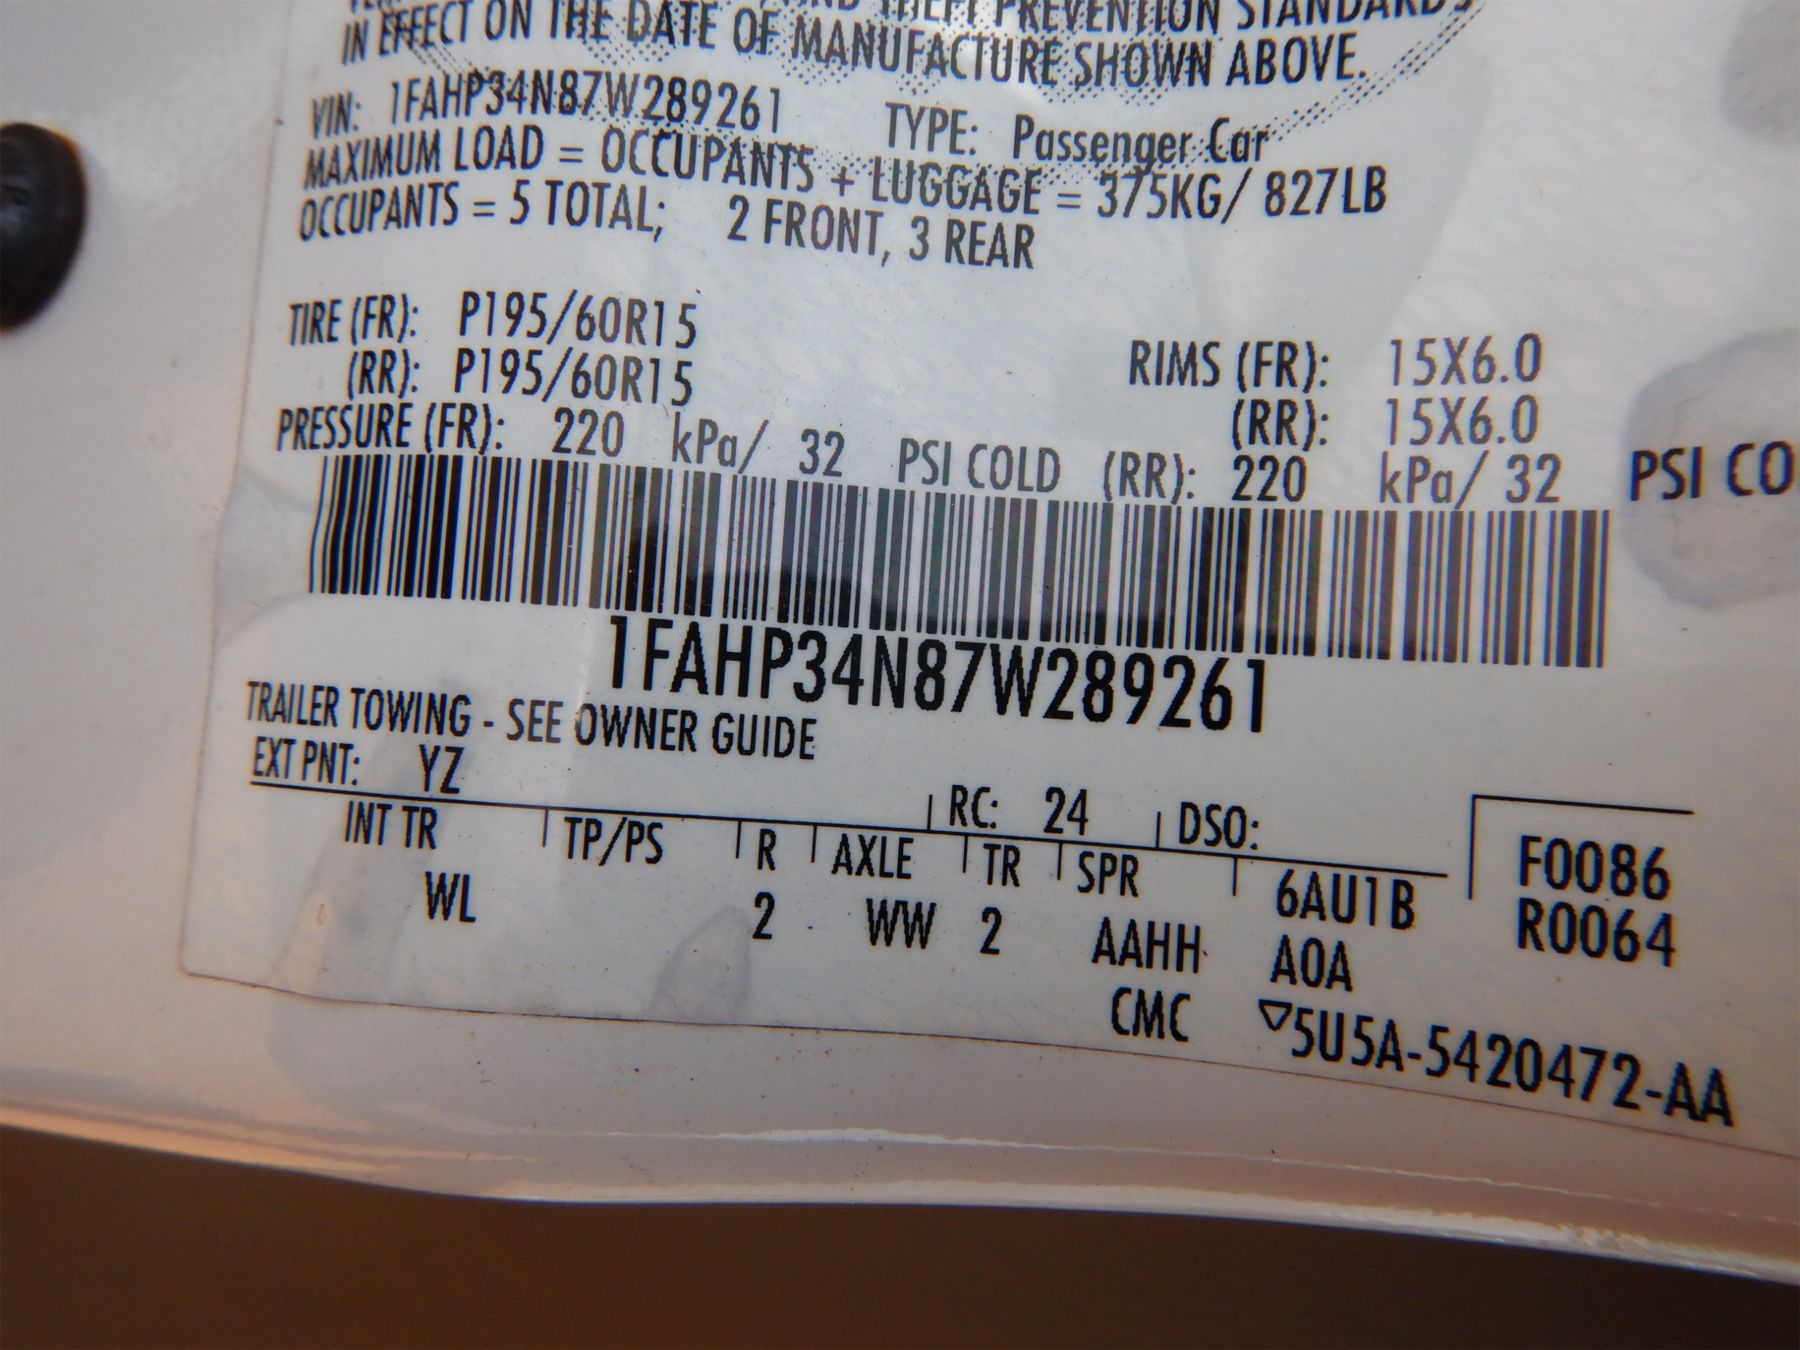 AND THEFT PREVENTION STANDARDS
IN EFFECT ON THE DATE OF MANUFACTURE SHOWN ABOVE.
VIN: 1FAHP34N87W289261 TYPE: Passenger Car
MAXIMUM LOAD = OCCUPANTS + LUGGAGE = 375KG/ 827LB
OCCUPANTS = 5 TOTAL; 2 FRONT, 3 REAR
TIRE (FR): P195/60R15 RIMS (FR): 15X6.0
(RR): P195/60R15 (RR): 15X6.0
PRESSURE (FR): 220 kPa/ 32 PSI COLD (RR): 220 kPa/ 32 PSI CO
1FAHP34N87W289261
TRAILER TOWING - SEE OWNER GUIDE
EXT PNT: YZ RC: 24 DSO:
INT TR TP/PS R AXLE TR SPR 6AU1B F0086
WL 2 WW 2 AAHH A0A R0064
CMC ▽5U5A-5420472-AA